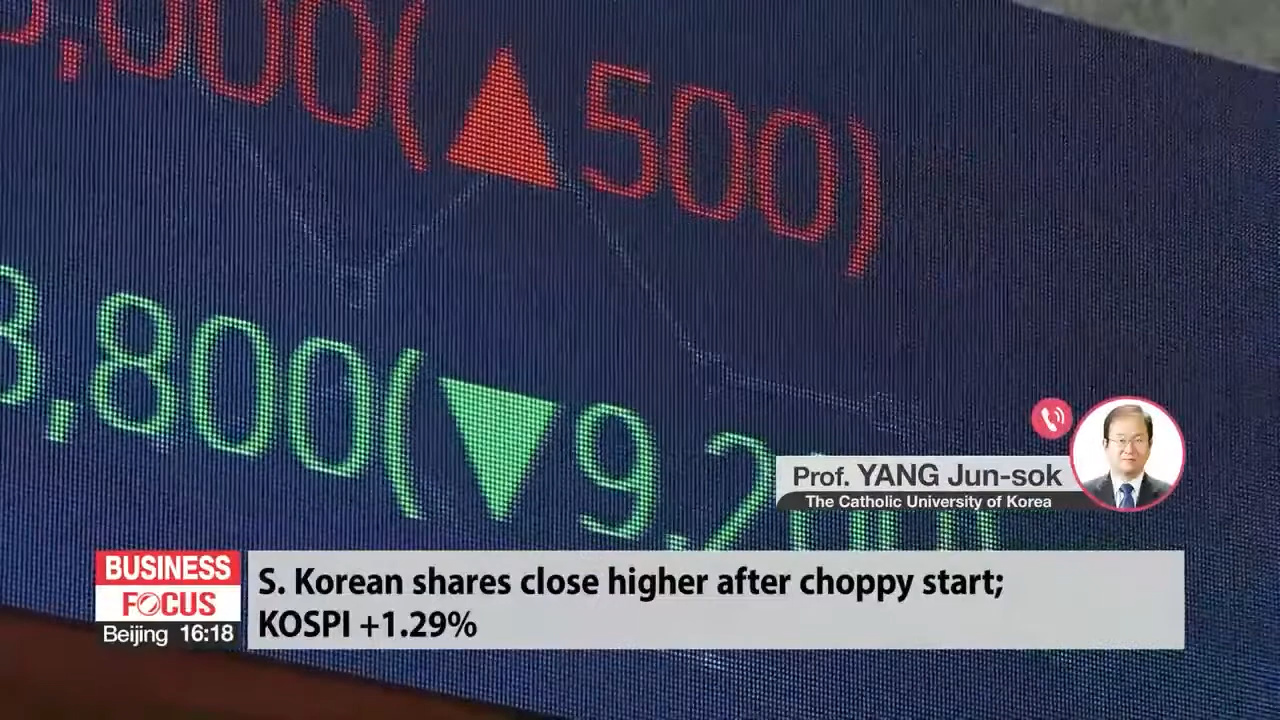 ,000(▲500)
,800(▼9,2
Prof. YANG Jun-sok
The Catholic University of Korea
BUSINESS
FOCUS
Beijing 16:18
S. Korean shares close higher after choppy start;
KOSPI +1.29%